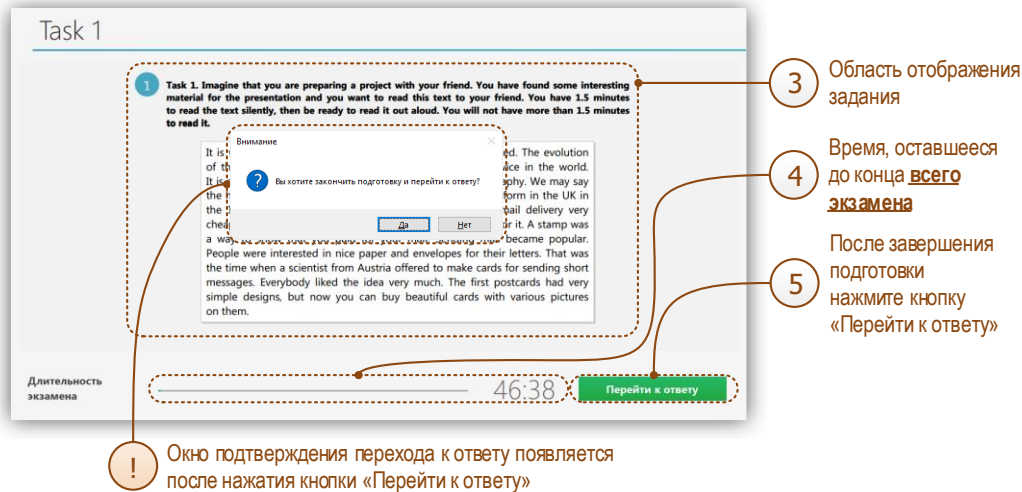 Task 1
1
Task 1. Imagine that you are preparing a project with your friend. You have found some interesting
material for the presentation and you want to read this text to your friend. You have 1.5 minutes
to read the text silently, then be ready to read it out aloud. You will not have more than 1.5 minutes
to read it.
It is ed. The evolution
of ce in the world.
It is phy. We may say
the form in the UK in
the mail delivery very
chea r it. A stamp was
a way became popular.
People were interested in nice paper and envelopes for their letters. That was
the time when a scientist from Austria offered to make cards for sending short
messages. Everybody liked the idea very much. The first postcards had very
simple designs, but now you can buy beautiful cards with various pictures
on them.
Внимание
Вы хотите закончить подготовку и перейти к ответу?
Да
Нет
Длительность
экзамена
46:38
Перейти к ответу
3
Область отображения
задания
4
Время, оставшееся
до конца всего
экзамена
5
После завершения
подготовки
нажмите кнопку
«Перейти к ответу»
!
Окно подтверждения перехода к ответу появляется
после нажатия кнопки «Перейти к ответу»